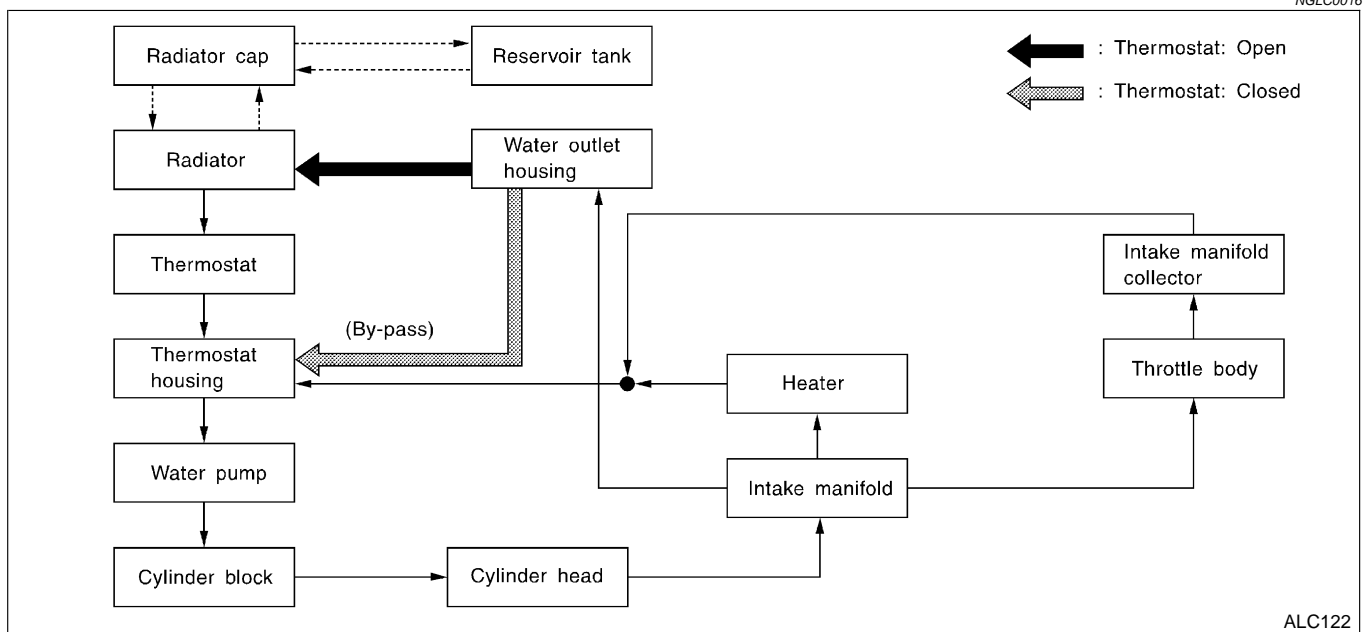 NGLC0016
Radiator cap
Reservoir tank
: Thermostat: Open
: Thermostat: Closed
Radiator
Water outlet
housing
Thermostat
Intake manifold
collector
(By-pass)
Thermostat
housing
Heater
Throttle body
Water pump
Intake manifold
Cylinder block
Cylinder head
ALC122